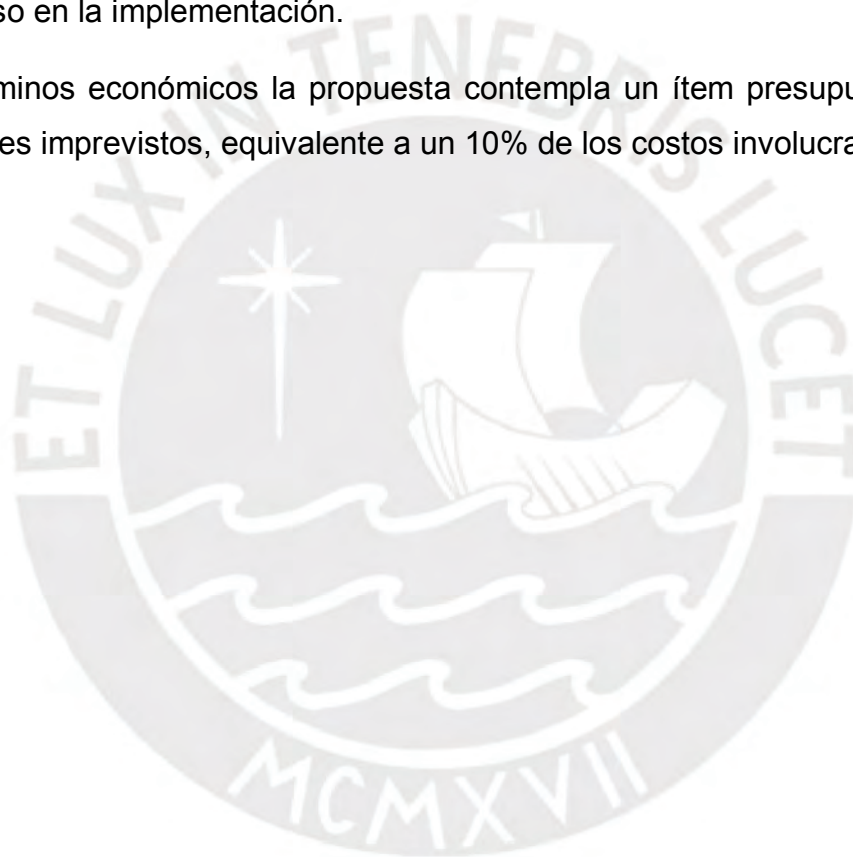 so en la implementación.
minos económicos la propuesta contempla un ítem presupu
es imprevistos, equivalente a un 10% de los costos involucra
ET LUX IN TENEBRIS LUCET
MCMXVII